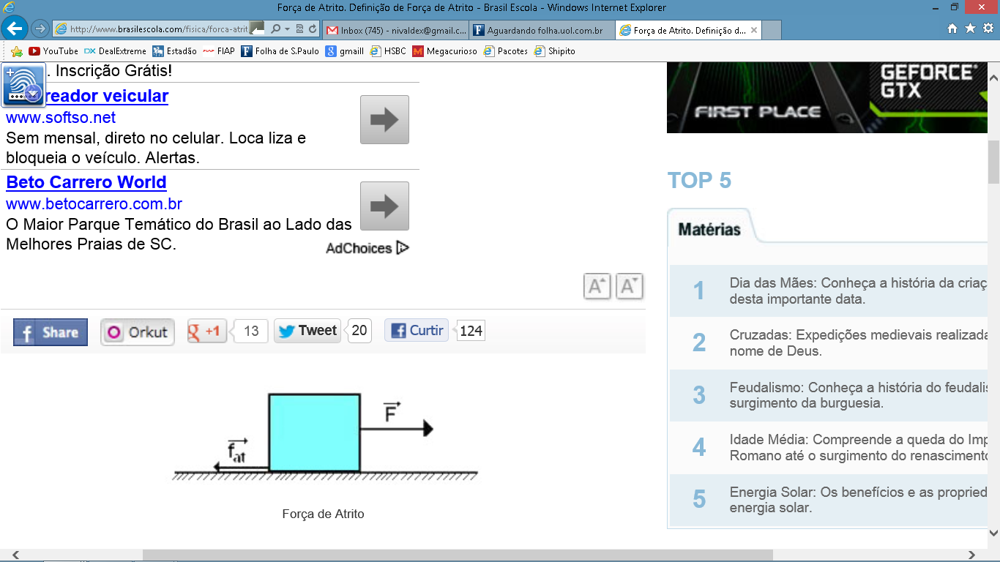 Força de Atrito. Definição de Força de Atrito - Brasil Escola - Windows Internet Explorer
http://www.brasilescola.com/fisica/forca-atrit
Inbox (745) - nivaldex@gmail.c...
Aguardando folha.uol.com.br
Força de Atrito. Definição d...
YouTube
DX DealExtreme
Estadão
FIAP FIAP
F Folha de S.Paulo
g gmaill
HSBC
M Megacurioso
Pacotes
Shipito
. Inscrição Grátis!
reador veicular
www.softso.net
Sem mensal, direto no celular. Loca liza e
bloqueia o veículo. Alertas.
Beto Carrero World
www.betocarrero.com.br
O Maior Parque Temático do Brasil ao Lado das
Melhores Praias de SC.
AdChoices
A A
f Share
Orkut
g +1 13
Tweet 20
f Curtir 124
F
fat
Força de Atrito
GEFORCE
GTX
FIRST PLACE
TOP 5
Matérias
1 Dia das Mães: Conheça a história da criaç
desta importante data.
2 Cruzadas: Expedições medievais realizada
nome de Deus.
3 Feudalismo: Conheça a história do feudalis
surgimento da burguesia.
4 Idade Média: Compreende a queda do Imp
Romano até o surgimento do renascimento
5 Energia Solar: Os benefícios e as propried
energia solar.